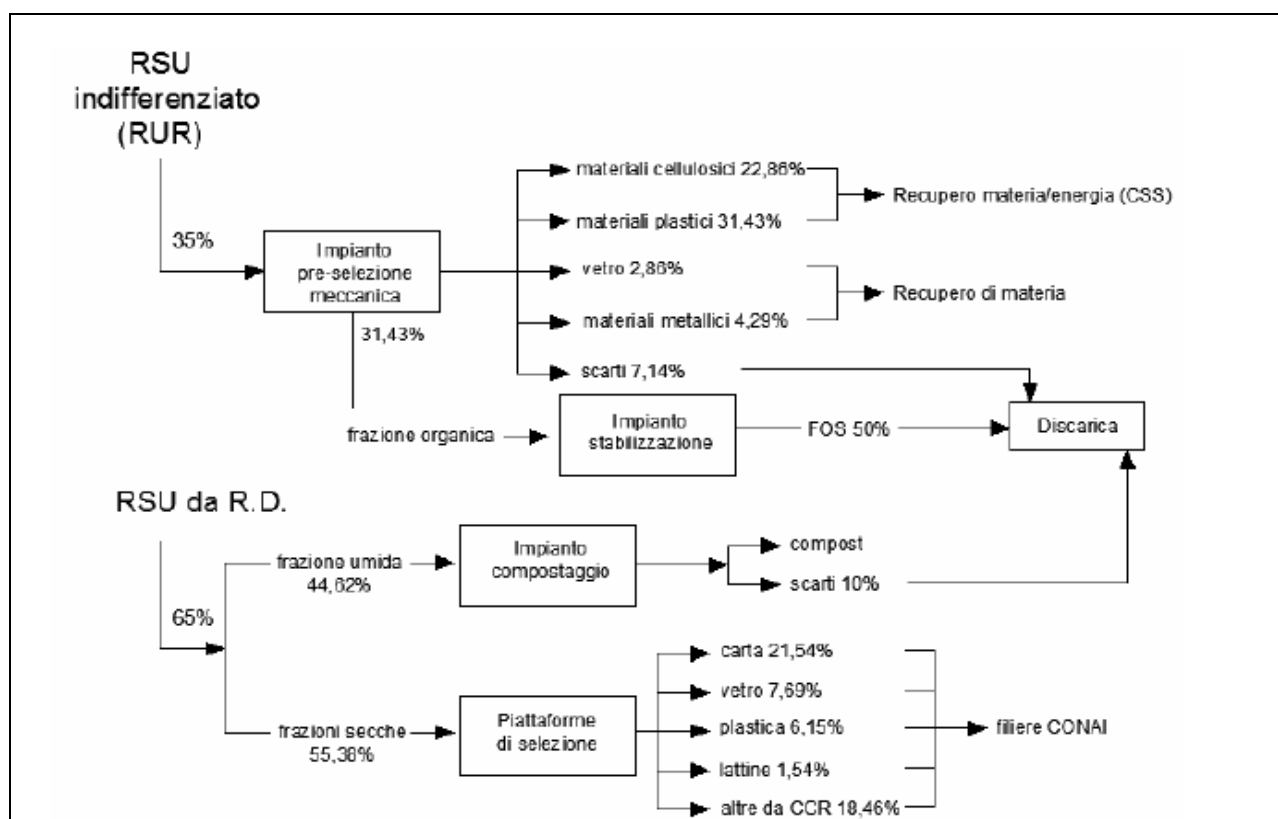 RSU
indifferenziato
(RUR)
35%
Impianto
pre-selezione
meccanica
31,43%
materiali cellulosici 22,86%
materiali plastici 31,43%
Recupero materia/energia (CSS)
vetro 2,86%
materiali metallici 4,29%
Recupero di materia
scarti 7,14%
frazione organica
Impianto
stabilizzazione
FOS 50%
Discarica
RSU da R.D.
65%
frazione umida
44,62%
Impianto
compostaggio
compost
scarti 10%
frazioni secche
55,38%
Piattaforme
di selezione
carta 21,54%
vetro 7,69%
plastica 6,15%
lattine 1,54%
altre da CCR 18,46%
filiere CONAI